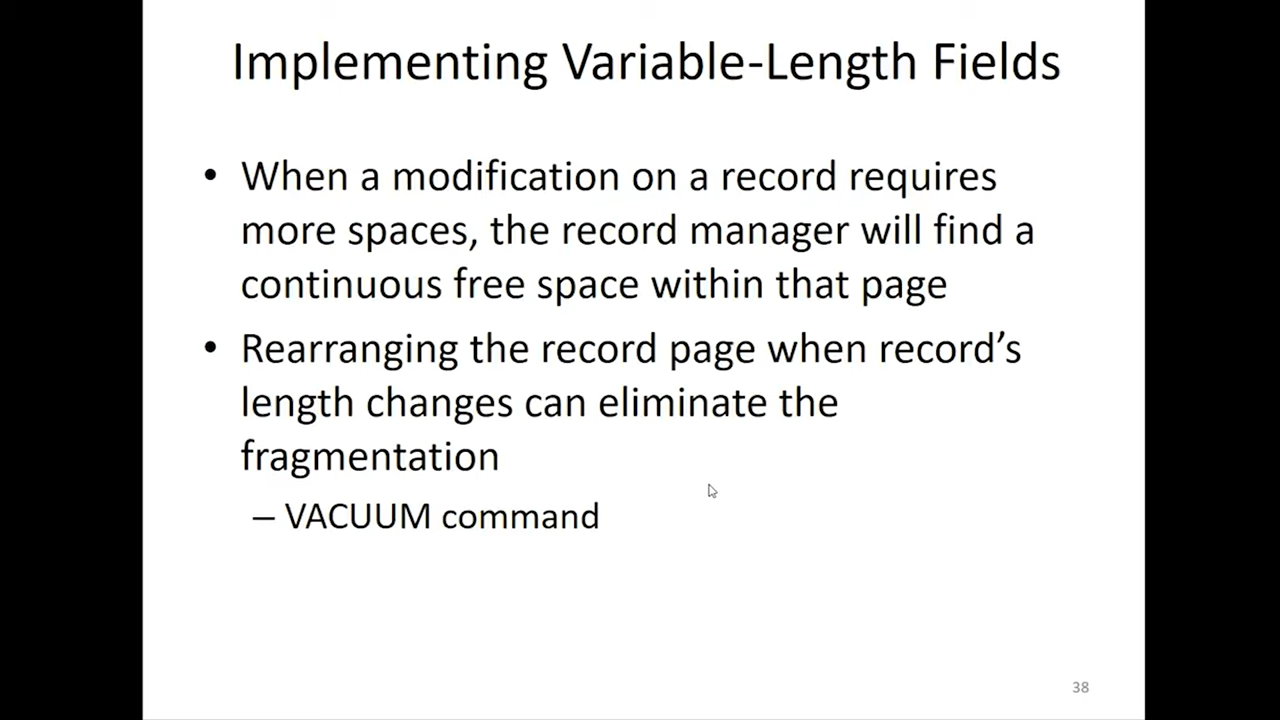 Implementing Variable-Length Fields
• When a modification on a record requires
more spaces, the record manager will find a
continuous free space within that page
• Rearranging the record page when record’s
length changes can eliminate the
fragmentation
– VACUUM command
38